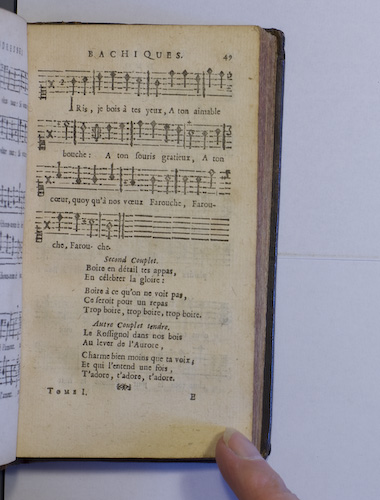 BACHIQUES. 49
IRis, je bois à tes yeux, A ton aimable
bouche: A ton souris gratieux, A ton
cœur, quoy qu'à nos vœux Farouche, Farou-
che, Farou- che.
Second Couplet.
Boire en détail tes appas,
En célebrer la gloire:
Boire à ce qu'on ne voit pas,
Ce seroit pour un repas
Trop boire, trop boire, trop boire.
Autre Couplet tendre.
Le Rossignol dans nos bois
Au lever de l'Aurore,
Charme bien moins que ta voix;
Et qui l'entend une fois,
T'adore, t'adore, t'adore.
Tome I. E